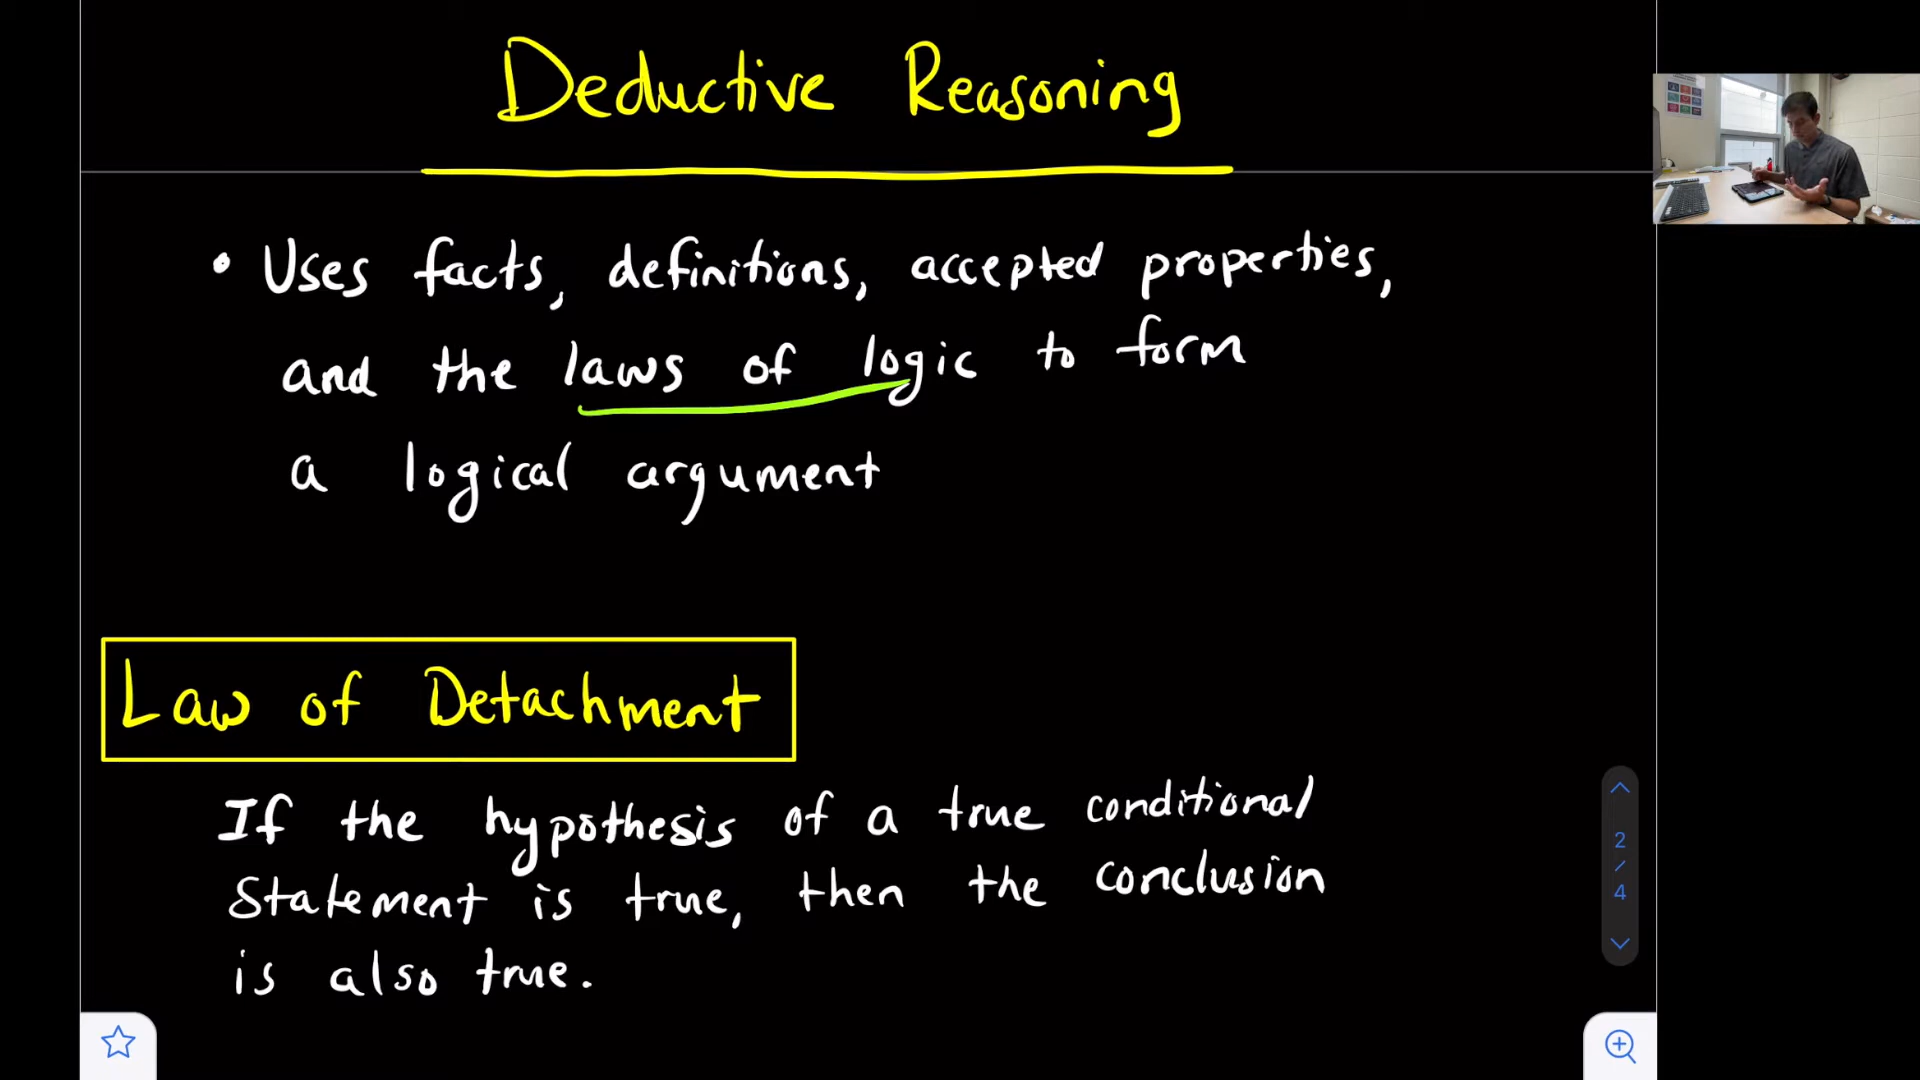 Deductive Reasoning
• Uses facts, definitions, accepted properties,
and the laws of logic to form
a logical argument
Law of Detachment
If the hypothesis of a true conditional
Statement is true, then the conclusion
is also true.
2
/
4